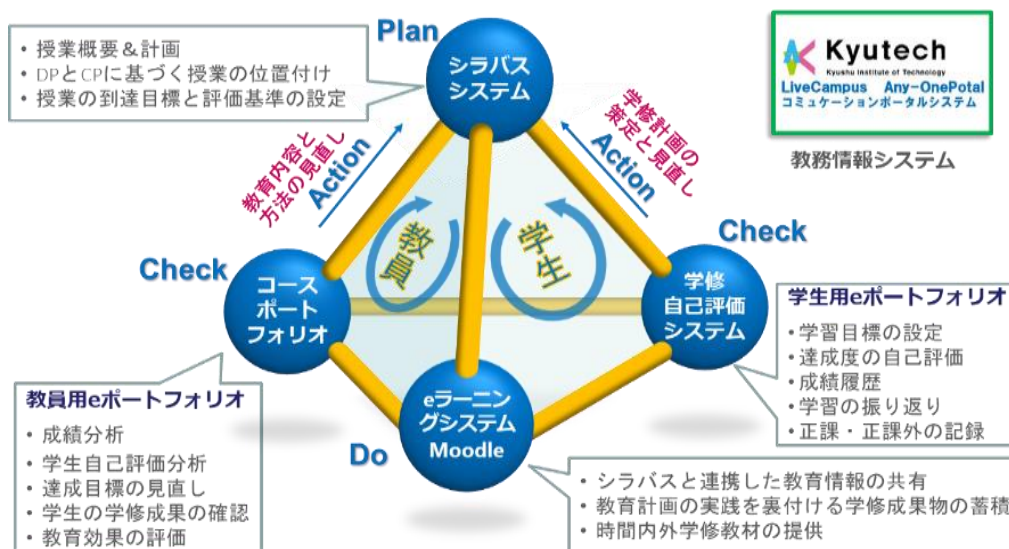 Plan
・授業概要＆計画
・DPとCPに基づく授業の位置付け
・授業の到達目標と評価基準の設定
シラバス
システム
Kyutech
Kyushu Institute of Technology
LiveCampus Any-OnePotal
コミュケーションポータルシステム
教務情報システム
教育内容と
方法の見直し
Action
学修計画の
策定と見直し
Action
教員
学生
Check
コース
ポート
フォリオ
Check
学修
自己評価
システム
学生用eポートフォリオ
・学習目標の設定
・達成度の自己評価
・成績履歴
・学習の振り返り
・正課・正課外の記録
教員用eポートフォリオ
・成績分析
・学生自己評価分析
・達成目標の見直し
・学生の学修成果の確認
・教育効果の評価
Do
eラーニン
グシステム
Moodle
・シラバスと連携した教育情報の共有
・教育計画の実践を裏付ける学修成果物の蓄積
・時間内外学修教材の提供